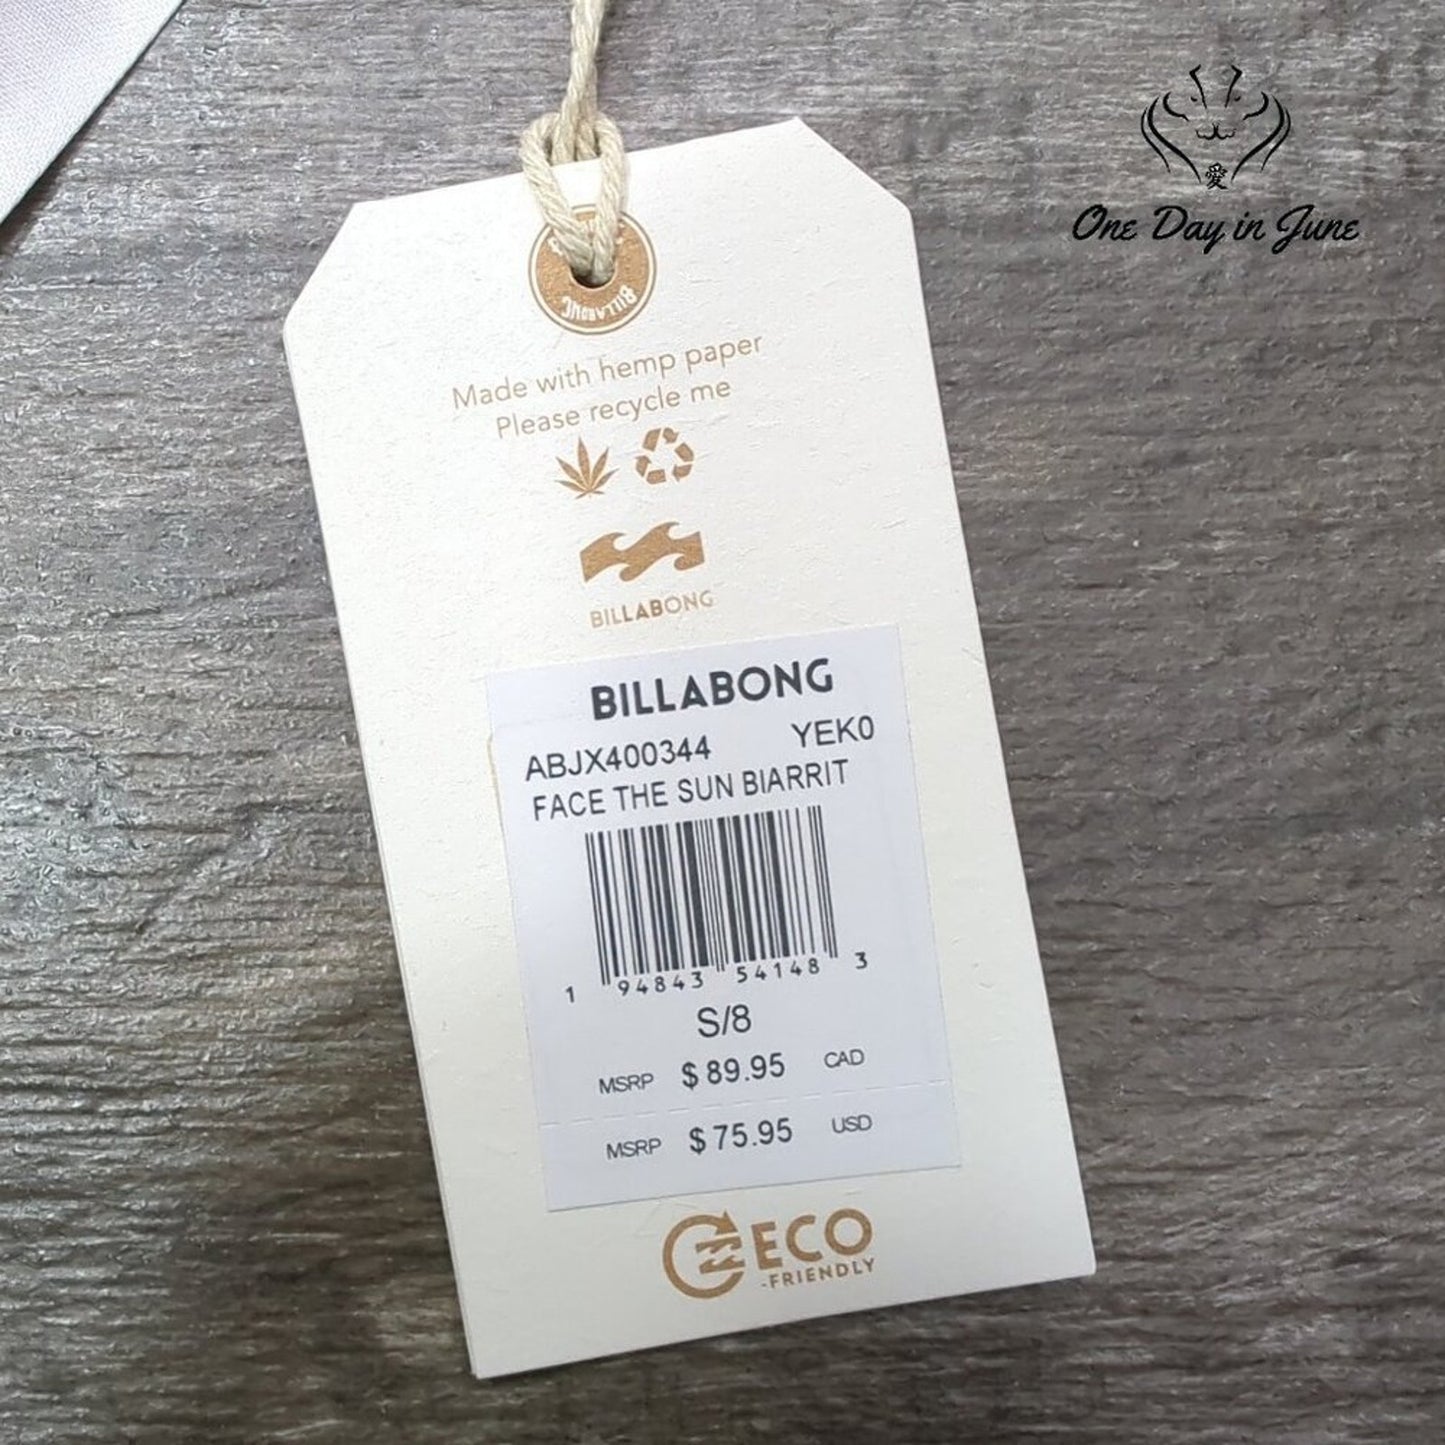 愛
One Day in June
BILLABONG
Made with hemp paper
Please recycle me
BILLABONG
BILLABONG
ABJX400344 YEK0
FACE THE SUN BIARRIT
1 94843 54148 3
S/8
MSRP $ 89.95 CAD
MSRP $ 75.95 USD
ECO
-FRIENDLY